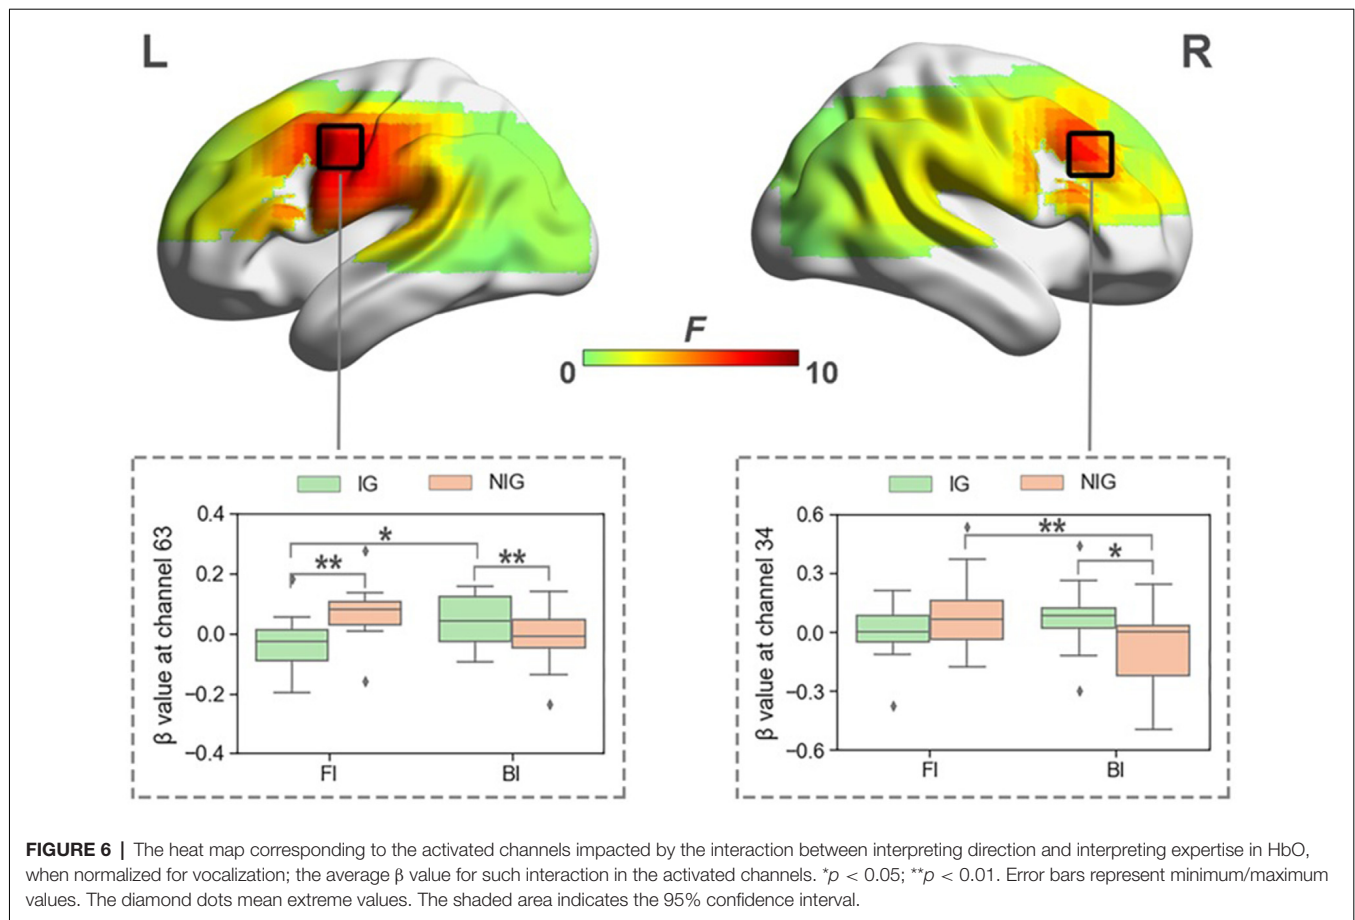 L
R
F
0
10
IG
NIG
β value at channel 63
0.4
0.2
0.0
−0.2
−0.4
*
**
**
FI
BI
IG
NIG
β value at channel 34
0.6
0.3
0.0
−0.3
−0.6
**
*
FI
BI
FIGURE 6 | The heat map corresponding to the activated channels impacted by the interaction between interpreting direction and interpreting expertise in HbO,
when normalized for vocalization; the average β value for such interaction in the activated channels. *p < 0.05; **p < 0.01. Error bars represent minimum/maximum
values. The diamond dots mean extreme values. The shaded area indicates the 95% confidence interval.